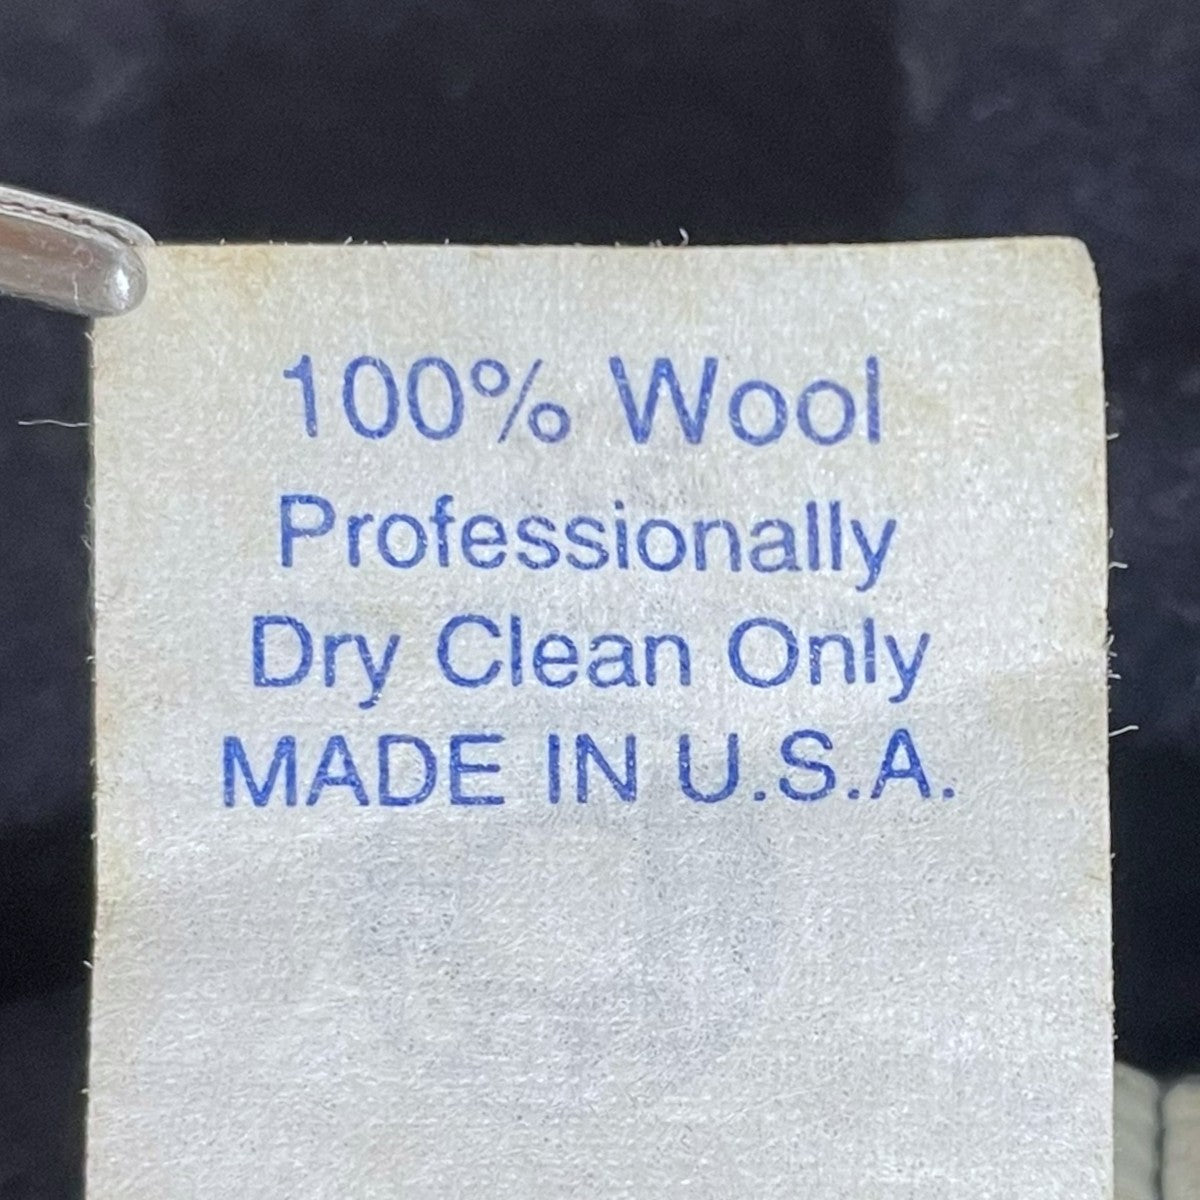 100% Wool
Professionally
Dry Clean Only
MADE IN U.S.A.